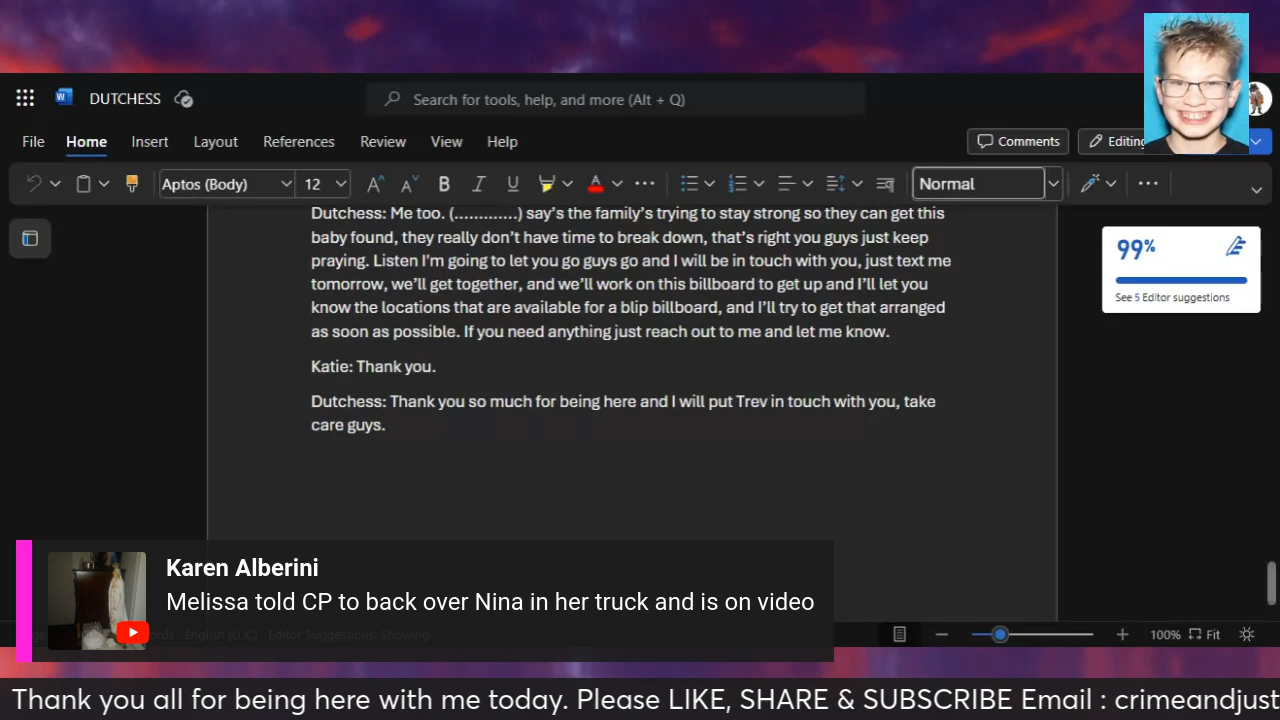 DUTCHESS
Search for tools, help, and more (Alt + Q)
File Home Insert Layout References Review View Help
Comments
Editing
Aptos (Body) 12 B I U A Normal
Dutchess: Me too. (.............) say's the family's trying to stay strong so they can get this
baby found, they really don't have time to break down, that's right you guys just keep
praying. Listen I'm going to let you go guys go and I will be in touch with you, just text me
tomorrow, we'll get together, and we'll work on this billboard to get up and I'll let you
know the locations that are available for a blip billboard, and I'll try to get that arranged
as soon as possible. If you need anything just reach out to me and let me know.
Katie: Thank you.
Dutchess: Thank you so much for being here and I will put Trev in touch with you, take
care guys.
99%
See 5 Editor suggestions
Karen Alberini
Melissa told CP to back over Nina in her truck and is on video
English (U.K.) Editor Suggestions: Showing
100% Fit
Thank you all for being here with me today. Please LIKE, SHARE & SUBSCRIBE Email : crimeandjust